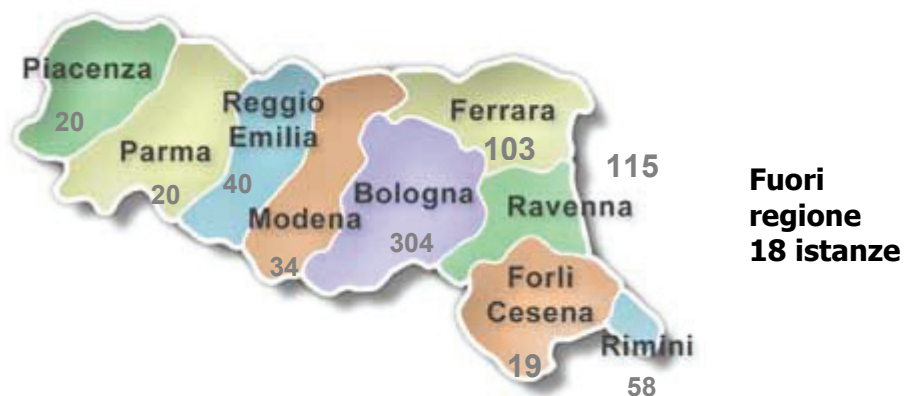 Piacenza
20
Parma
20
Reggio
Emilia
40
Modena
34
Bologna
304
Ferrara
103
115
Ravenna
Forlì
Cesena
19
Rimini
58
Fuori
regione
18 istanze